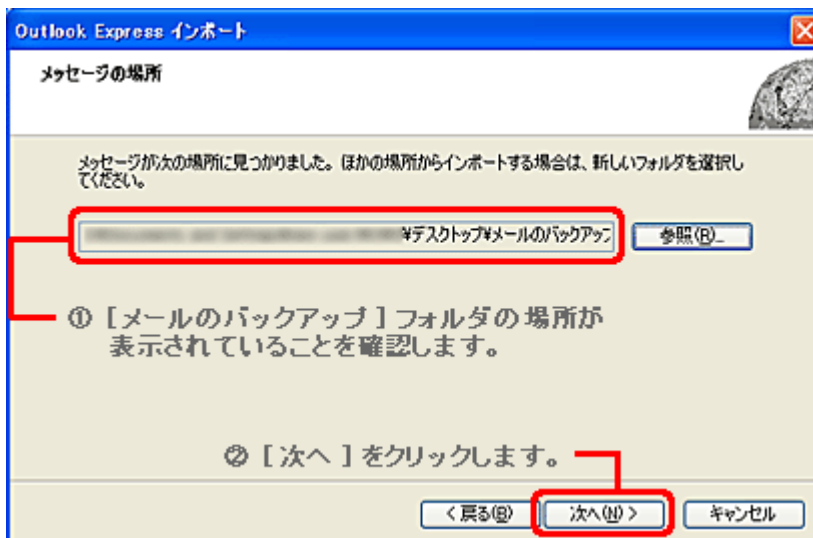 Outlook Express インポート
メッセージの場所
メッセージが次の場所に見つかりました。ほかの場所からインポートする場合は、新しいフォルダを選択し
てください。
¥デスクトップ¥メールのバックアップ
参照(R)...
① [メールのバックアップ]フォルダの場所が
表示されていることを確認します。
② [次へ]をクリックします。
< 戻る(B)
次へ(N) >
キャンセル